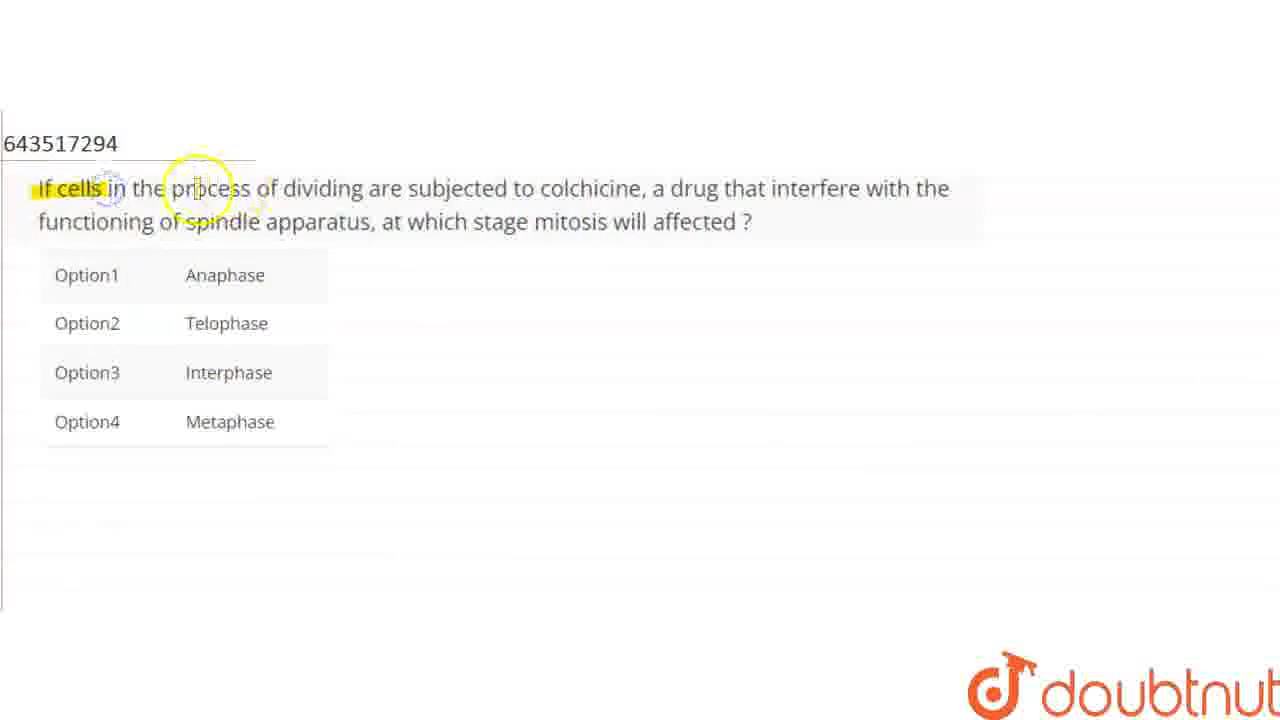 643517294
If cells in the process of dividing are subjected to colchicine, a drug that interfere with the
functioning of spindle apparatus, at which stage mitosis will affected ?
Option1 Anaphase
Option2 Telophase
Option3 Interphase
Option4 Metaphase
doubtnut